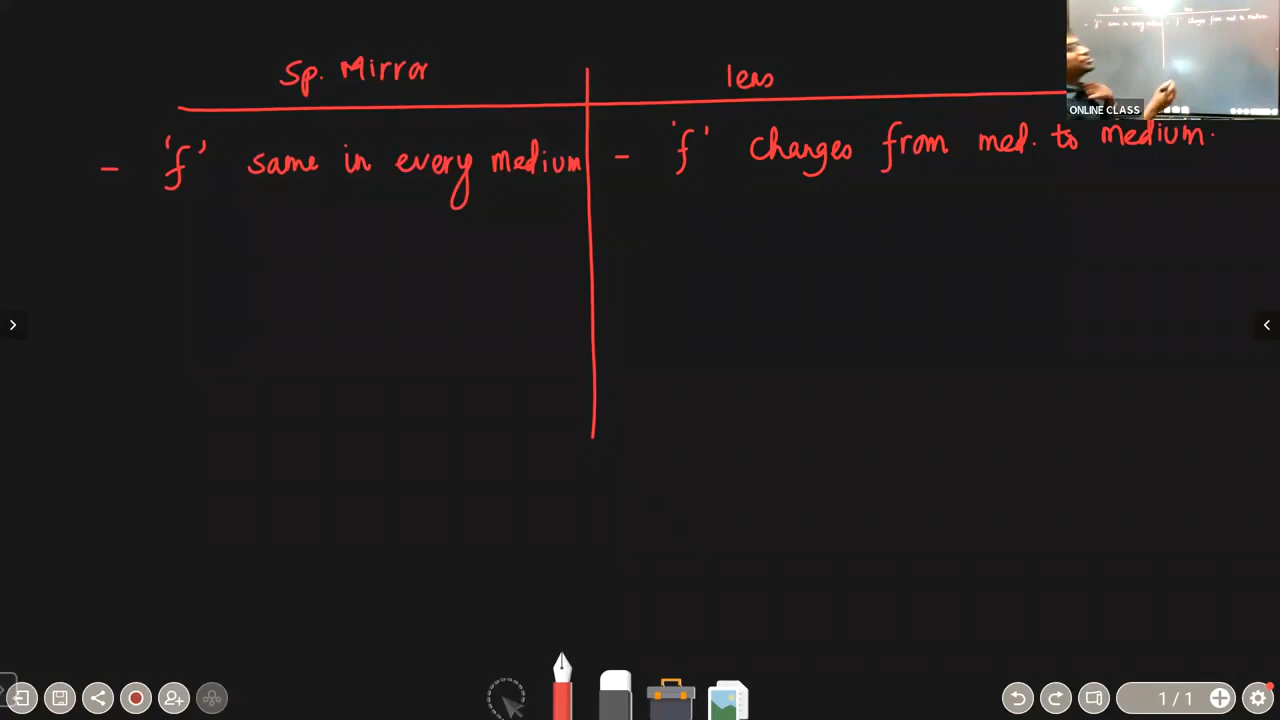 Sp. Mirror
lens
- 'f' same in every medium
- 'f' changes from med. to medium.
ONLINE CLASS
1/1